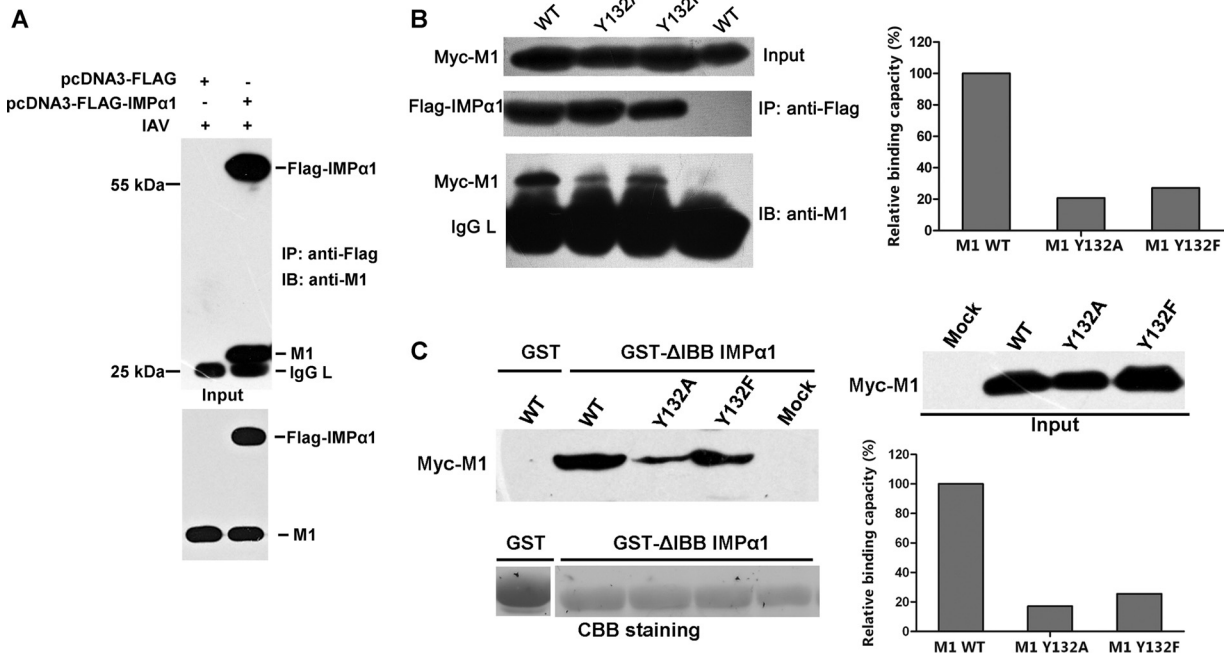 A
pcDNA3-FLAG + -
pcDNA3-FLAG-IMPα1 - +
IAV + +
Flag-IMPα1
55 kDa
IP: anti-Flag
IB: anti-M1
M1
25 kDa
IgG L
Input
Flag-IMPα1
M1
B
WT Y132A Y132F WT
Myc-M1 Input
Flag-IMPα1 IP: anti-Flag
Myc-M1
IgG L IB: anti-M1
Relative binding capacity (%)
120
100
80
60
40
20
0
M1 WT M1 Y132A M1 Y132F
C
GST GST-ΔIBB IMPα1
WT WT Y132A Y132F Mock
Myc-M1
GST GST-ΔIBB IMPα1
CBB staining
Mock WT Y132A Y132F
Myc-M1
Input
Relative binding capacity (%)
120
100
80
60
40
20
0
M1 WT M1 Y132A M1 Y132F